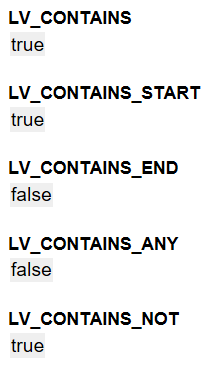 LV_CONTAINS
true
LV_CONTAINS_START
true
LV_CONTAINS_END
false
LV_CONTAINS_ANY
false
LV_CONTAINS_NOT
true